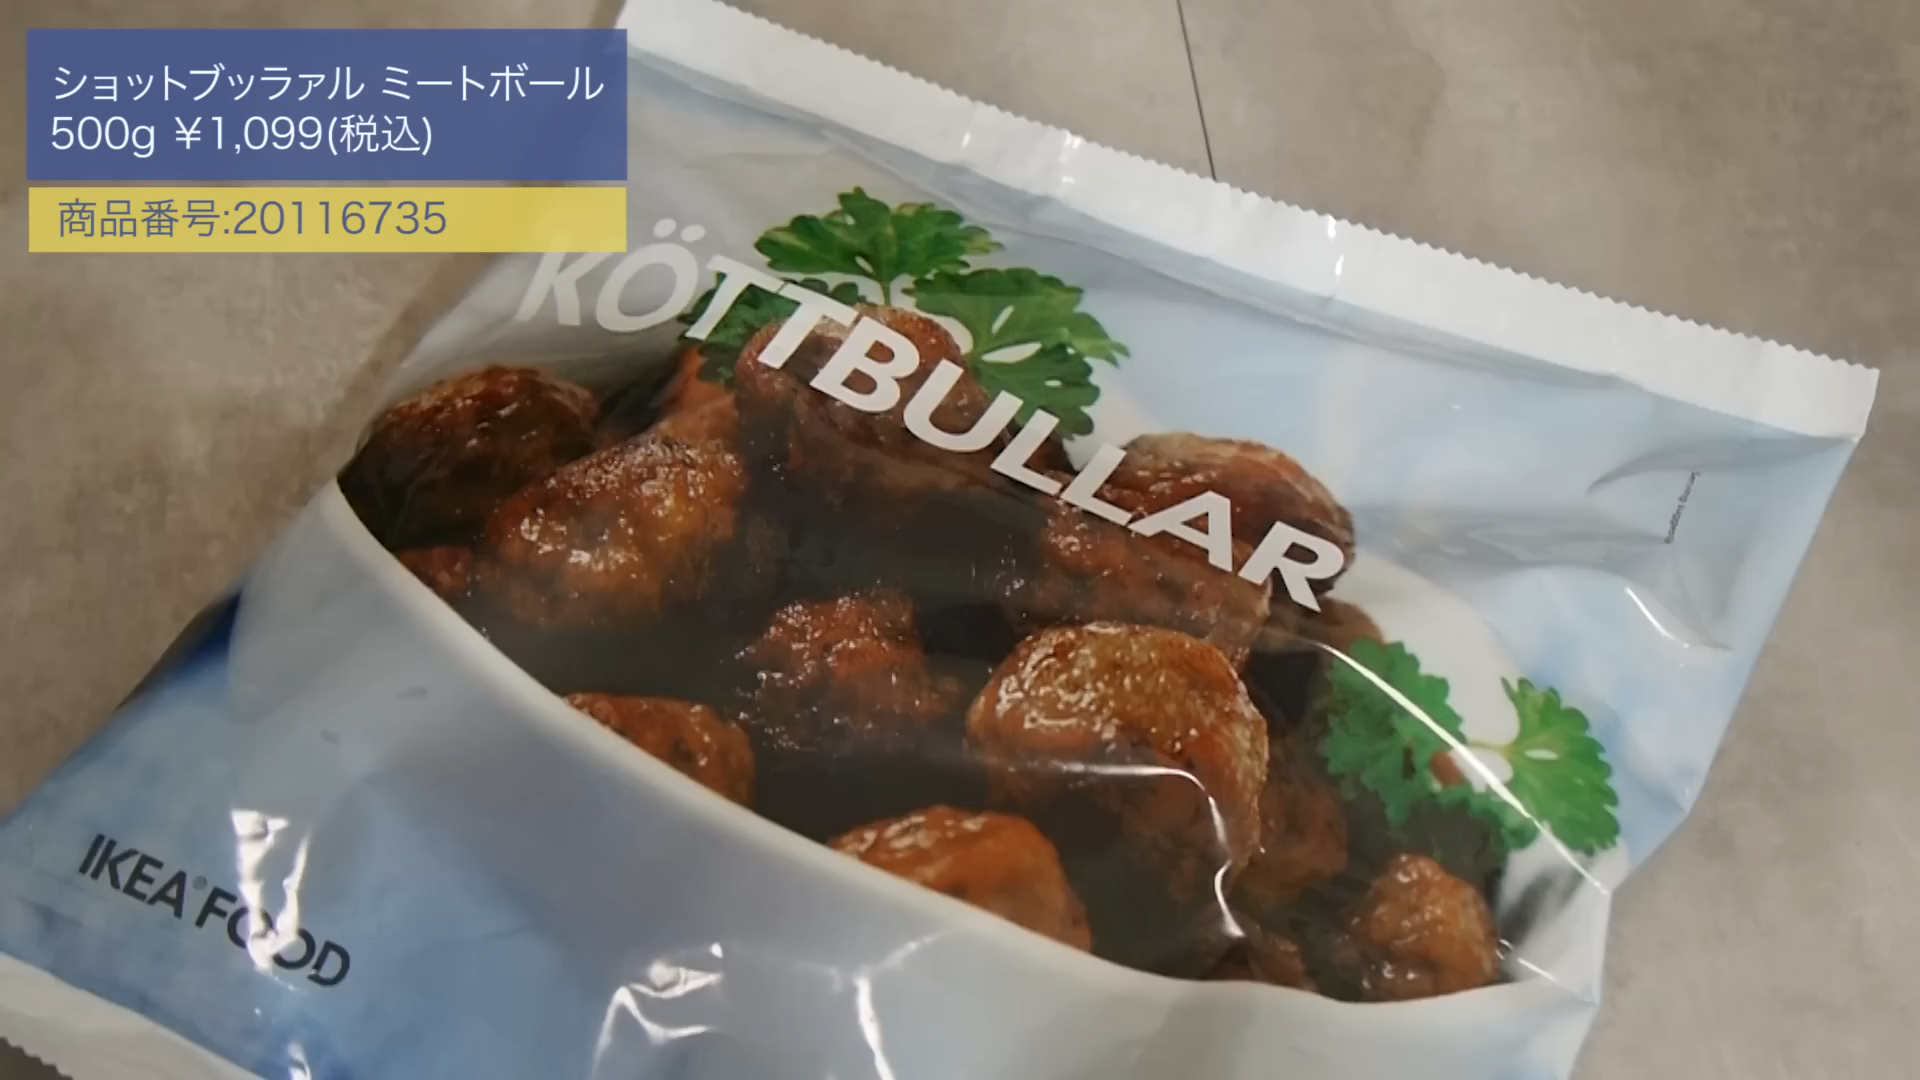 ショットブッラァル ミートボール
500g ¥1,099(税込)
商品番号:20116735
KÖTTBULLAR
IKEA® FOOD